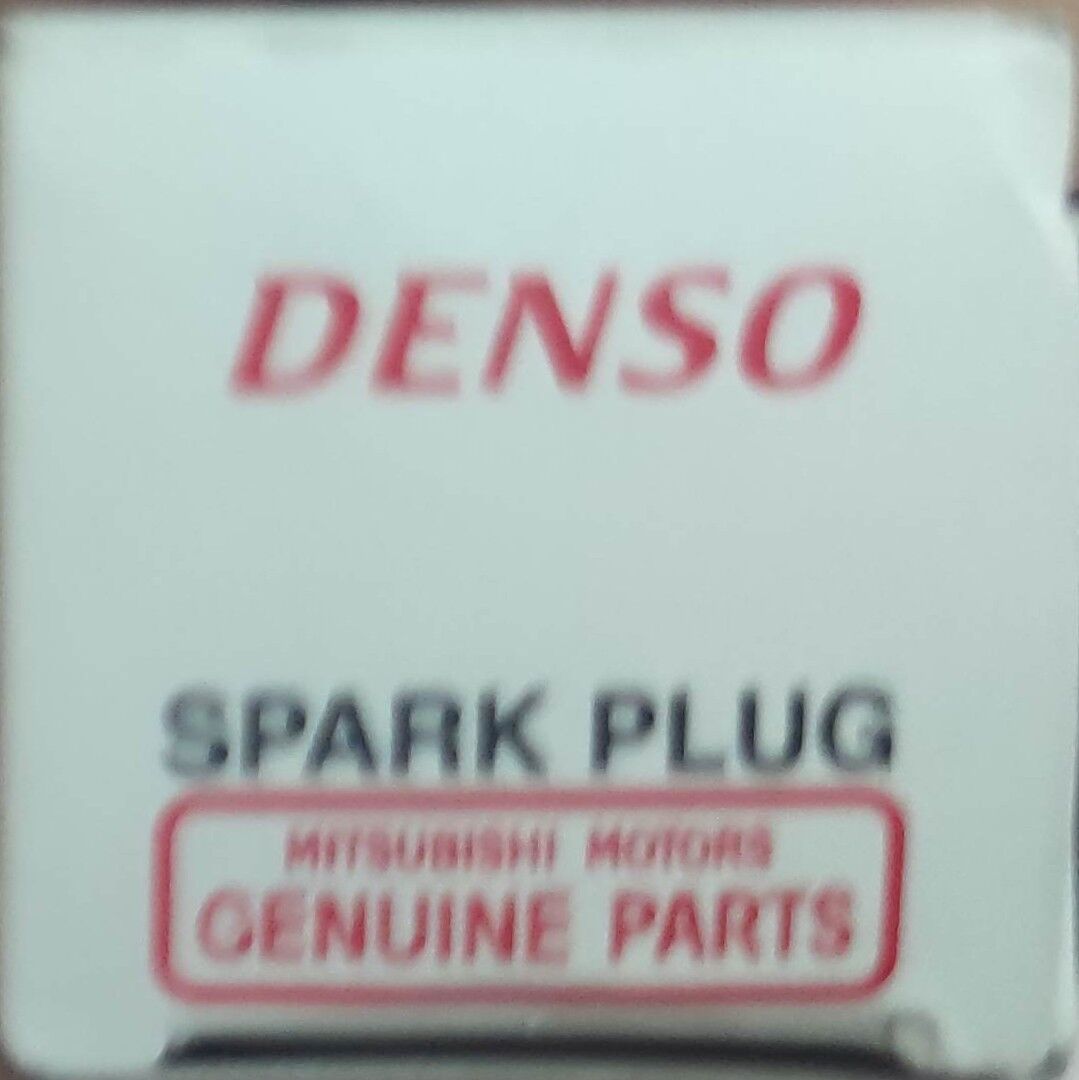 DENSO
SPARK PLUG
MITSUBISHI MOTORS
GENUINE PARTS